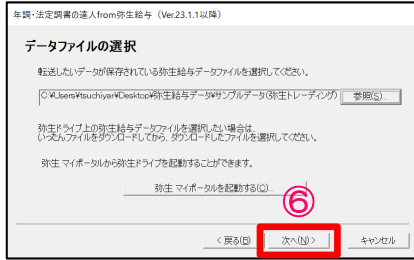 年調・法定調書の達人from弥生給与 (Ver.23.1.1以降)
データファイルの選択
転送したいデータが保存されている弥生給与データファイルを選択してください。
C:¥Users¥tsuchiyar¥Desktop¥弥生給与データ¥サンプルデータ(弥生トレーディング)
参照(S)...
弥生ドライブ上の弥生給与データファイルを選択したい場合は、
いったんファイルをダウンロードしてから、ダウンロードしたファイルを選択してください。
弥生 マイポータルから弥生ドライブを起動することができます。
弥生 マイポータルを起動する(O)...
⑥
< 戻る(B)
次へ(N) >
キャンセル